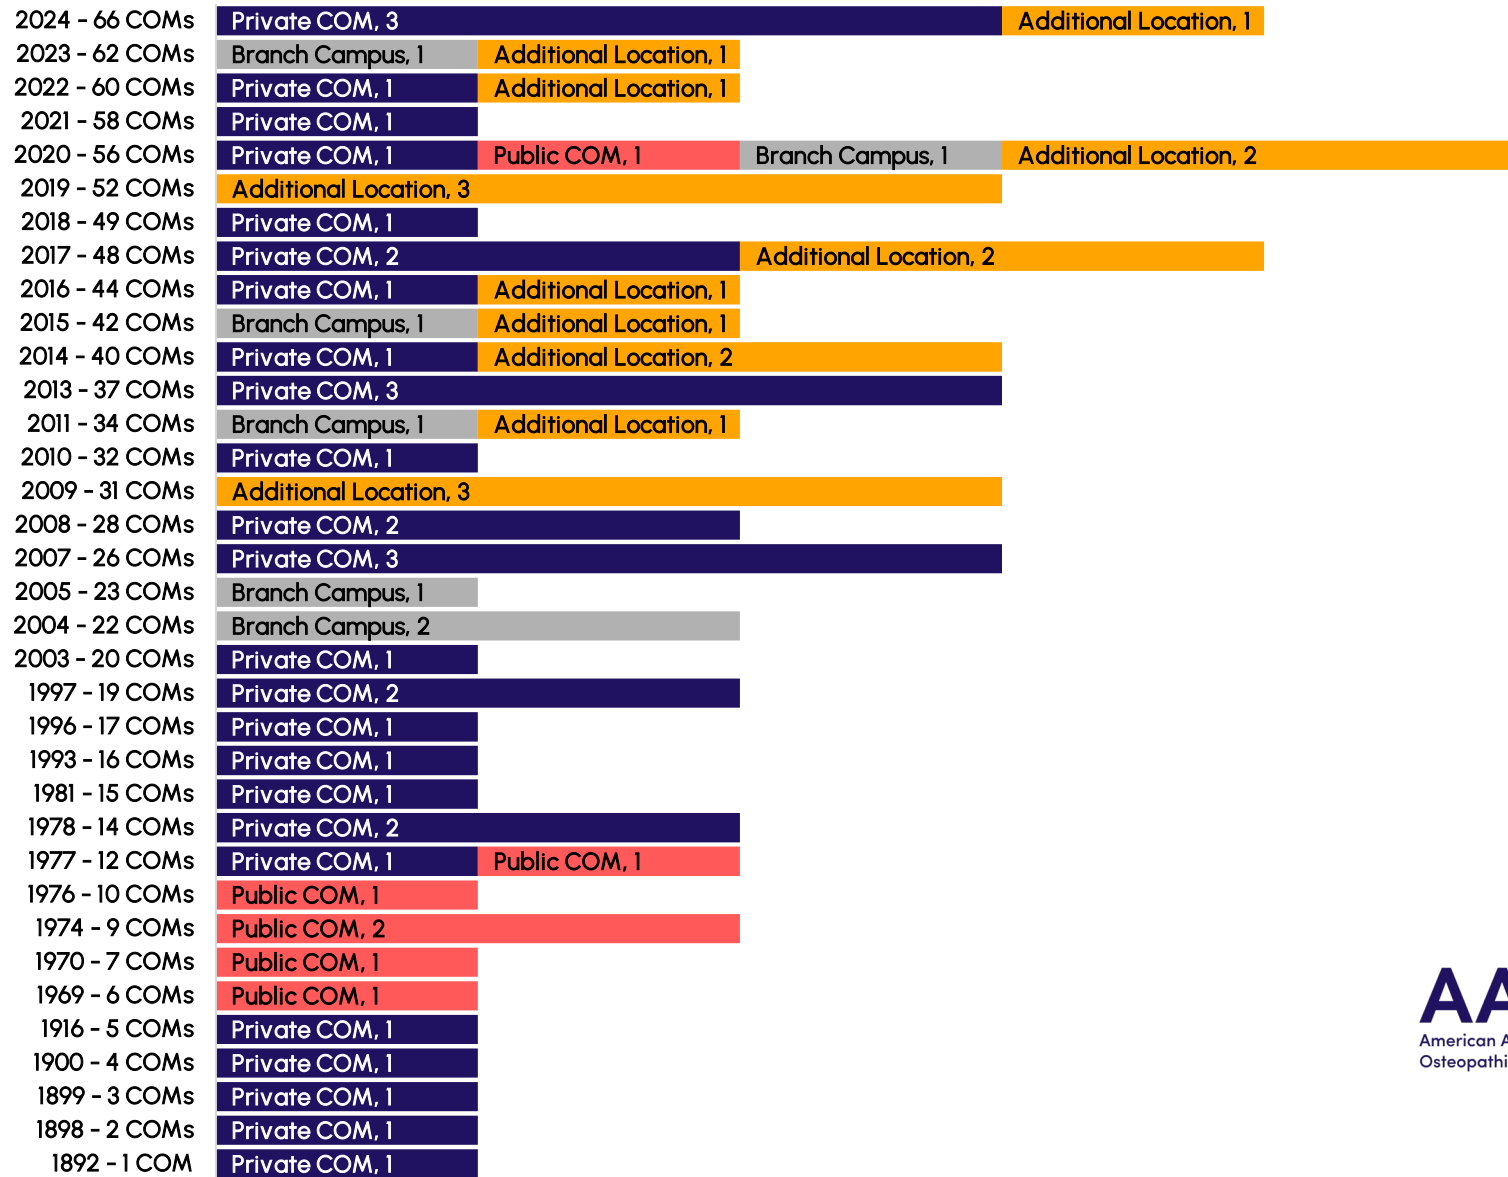 2024 - 66 COMs Private COM, 3 Additional Location, 1
2023 - 62 COMs Branch Campus, 1 Additional Location, 1
2022 - 60 COMs Private COM, 1 Additional Location, 1
2021 - 58 COMs Private COM, 1
2020 - 56 COMs Private COM, 1 Public COM, 1 Branch Campus, 1 Additional Location, 2
2019 - 52 COMs Additional Location, 3
2018 - 49 COMs Private COM, 1
2017 - 48 COMs Private COM, 2 Additional Location, 2
2016 - 44 COMs Private COM, 1 Additional Location, 1
2015 - 42 COMs Branch Campus, 1 Additional Location, 1
2014 - 40 COMs Private COM, 1 Additional Location, 2
2013 - 37 COMs Private COM, 3
2011 - 34 COMs Branch Campus, 1 Additional Location, 1
2010 - 32 COMs Private COM, 1
2009 - 31 COMs Additional Location, 3
2008 - 28 COMs Private COM, 2
2007 - 26 COMs Private COM, 3
2005 - 23 COMs Branch Campus, 1
2004 - 22 COMs Branch Campus, 2
2003 - 20 COMs Private COM, 1
1997 - 19 COMs Private COM, 2
1996 - 17 COMs Private COM, 1
1993 - 16 COMs Private COM, 1
1981 - 15 COMs Private COM, 1
1978 - 14 COMs Private COM, 2
1977 - 12 COMs Private COM, 1 Public COM, 1
1976 - 10 COMs Public COM, 1
1974 - 9 COMs Public COM, 2
1970 - 7 COMs Public COM, 1
1969 - 6 COMs Public COM, 1
1916 - 5 COMs Private COM, 1
1900 - 4 COMs Private COM, 1
1899 - 3 COMs Private COM, 1
1898 - 2 COMs Private COM, 1
1892 - 1 COM Private COM, 1
American